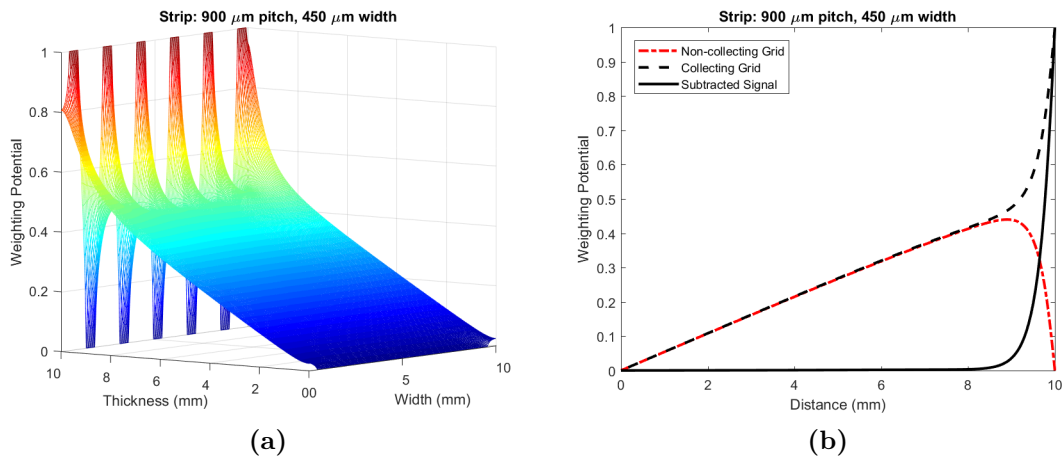 Strip: 900 μm pitch, 450 μm width
1
0.8
0.6
0.4
0.2
0
Weighting Potential
10
8
6
4
2
00
5
10
Thickness (mm)
Width (mm)
(a)
Strip: 900 μm pitch, 450 μm width
Non-collecting Grid
Collecting Grid
Subtracted Signal
1
0.9
0.8
0.7
0.6
0.5
0.4
0.3
0.2
0.1
0
Weighting Potential
0
2
4
6
8
10
Distance (mm)
(b)